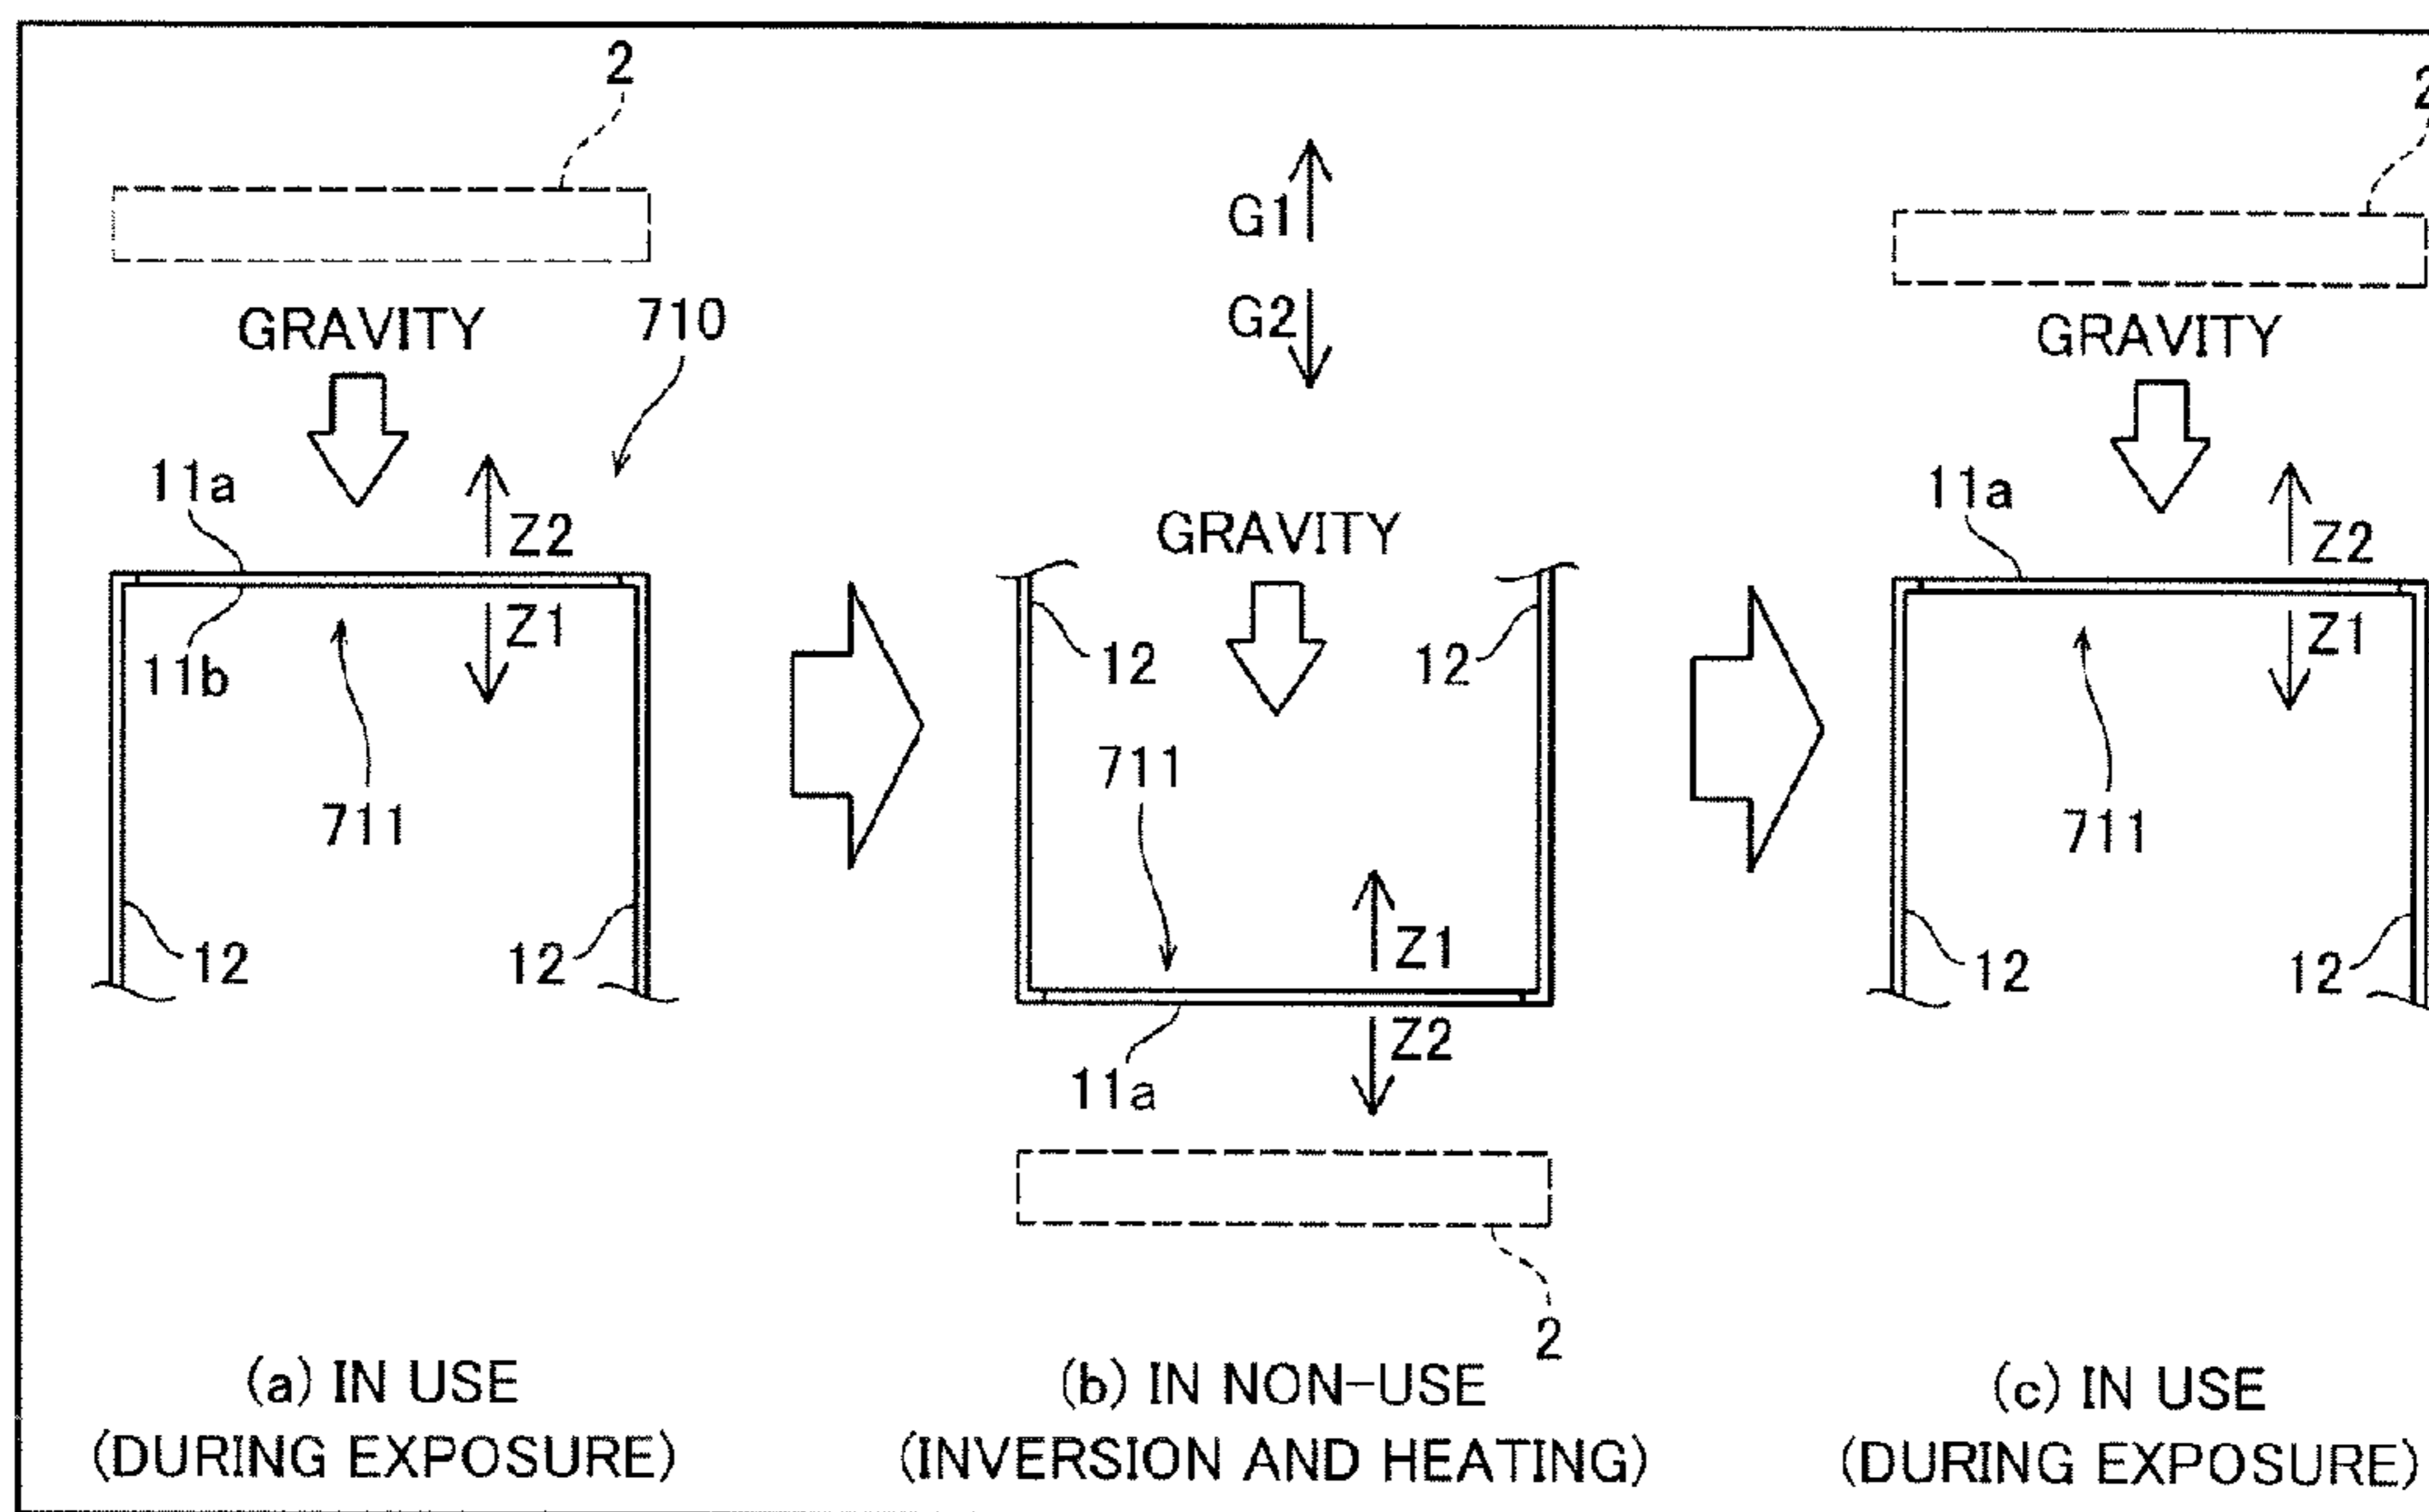 2
GRAVITY
710
11a
Z2
Z1
11b
711
12
12
(a) IN USE
(DURING EXPOSURE)
G1
G2
GRAVITY
12
12
711
Z1
Z2
11a
2
(b) IN NON-USE
(INVERSION AND HEATING)
2
GRAVITY
11a
Z2
Z1
711
12
12
(c) IN USE
(DURING EXPOSURE)